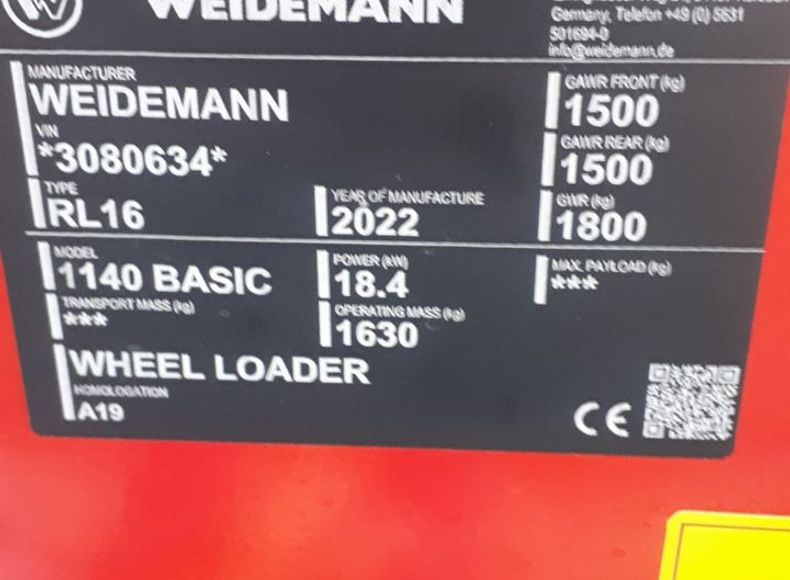 WEIDEMANN
Germany, Telefon +49 (0) 5631
501694-0
info@weidemann.de
MANUFACTURER
WEIDEMANN
VIN
*3080634*
TYPE
RL16
YEAR OF MANUFACTURE
2022
GAWR FRONT (kg)
1500
GAWR REAR (kg)
1500
GWR (kg)
1800
MODEL
1140 BASIC
POWER (kW)
18.4
MAX. PAYLOAD (kg)
***
TRANSPORT MASS (kg)
***
OPERATING MASS (kg)
1630
WHEEL LOADER
HOMOLOGATION
A19
CE